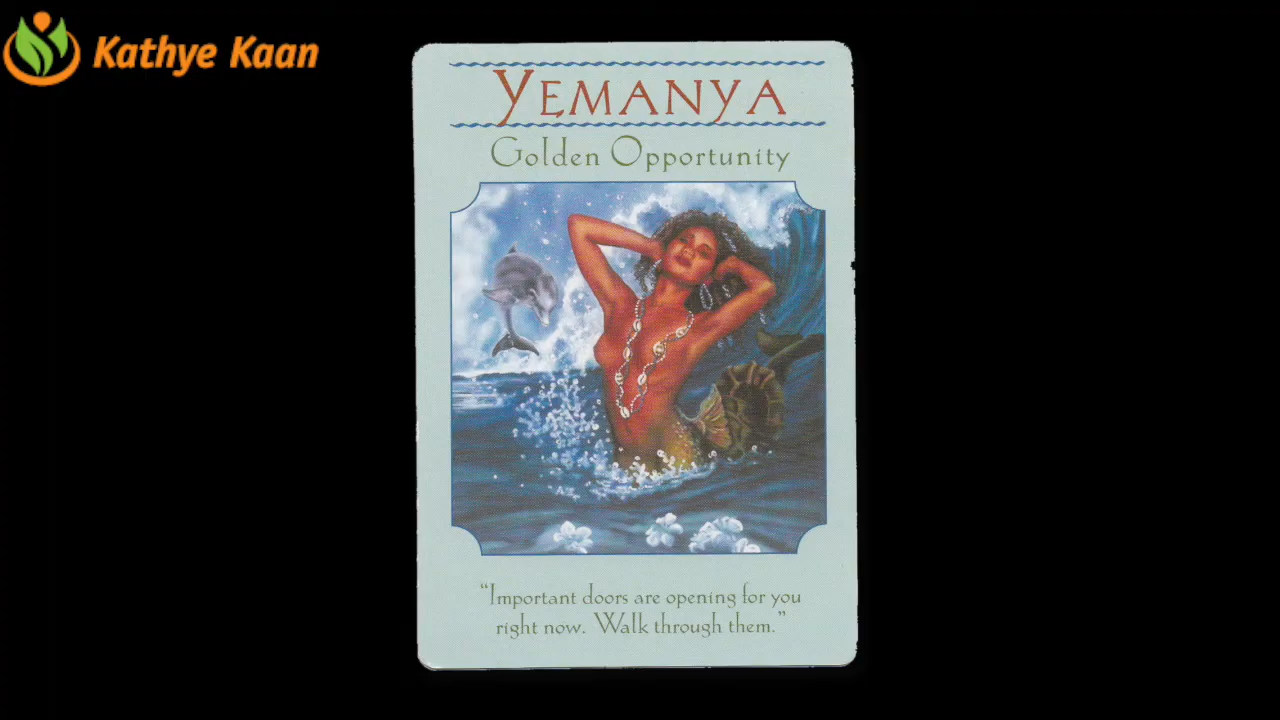 Kathye Kaan
YEMANYA
Golden Opportunity
“Important doors are opening for you
right now. Walk through them.”